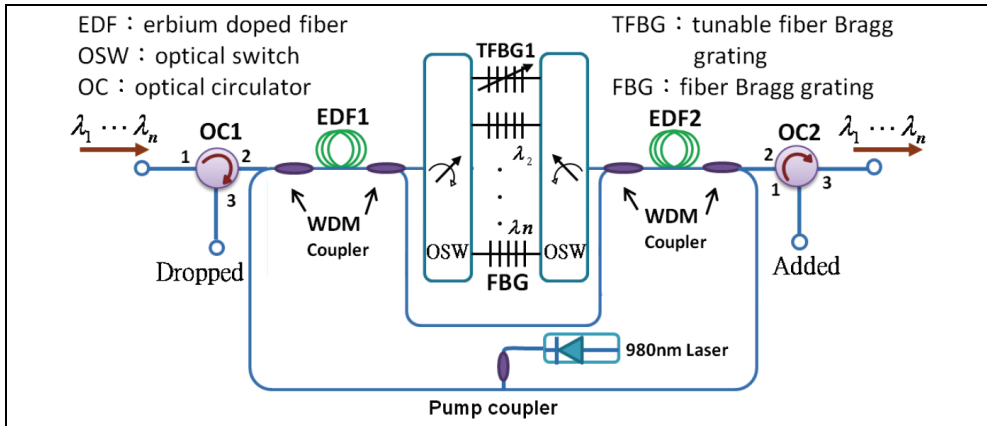 EDF：erbium doped fiber
OSW：optical switch
OC：optical circulator
TFBG：tunable fiber Bragg
grating
FBG：fiber Bragg grating
TFBG1
λ1 ⋯ λn
OC1
EDF1
EDF2
OC2
λ1 ⋯ λn
1
2
3
λ2
2
1
3
WDM
Coupler
λn
WDM
Coupler
OSW
OSW
Dropped
FBG
Added
980nm Laser
Pump coupler